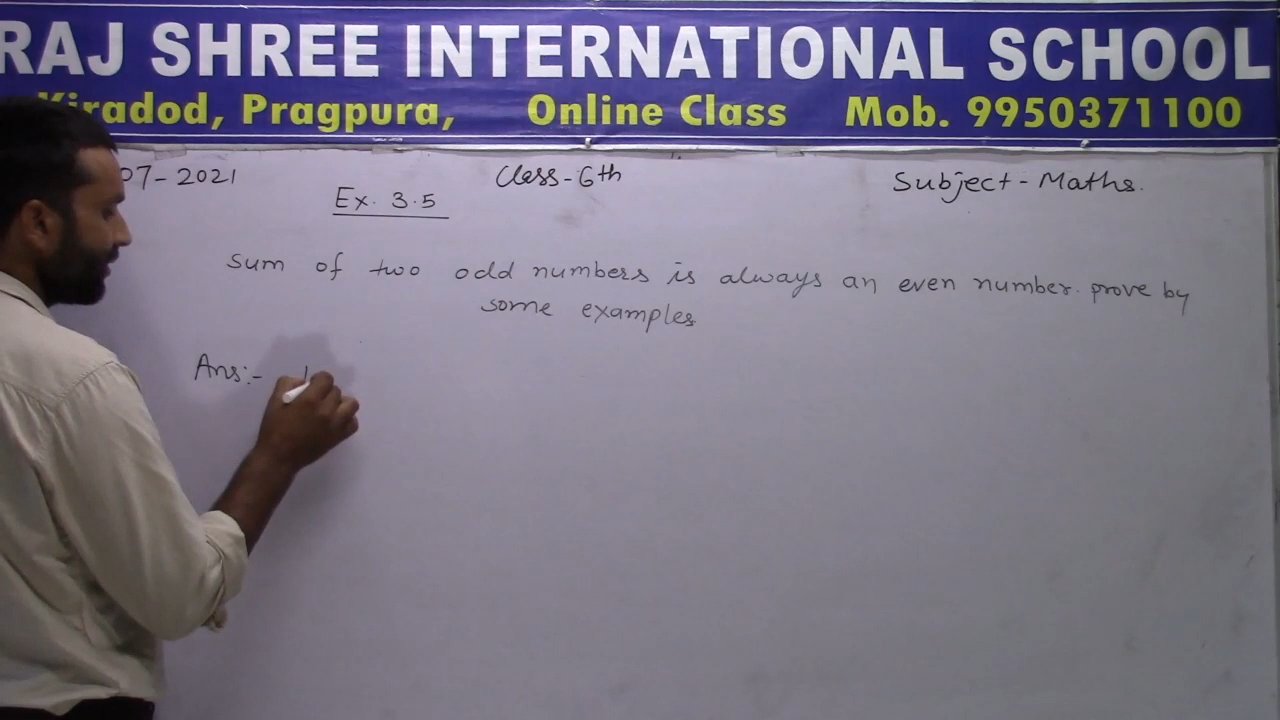 RAJ SHREE INTERNATIONAL SCHOOL
Kiradod, Pragpura, Online Class Mob. 9950371100
07-2021 Class-6th Subject-Maths.
Ex. 3.5
Sum of two odd numbers is always an even number. prove by
some examples.
Ans:- 1